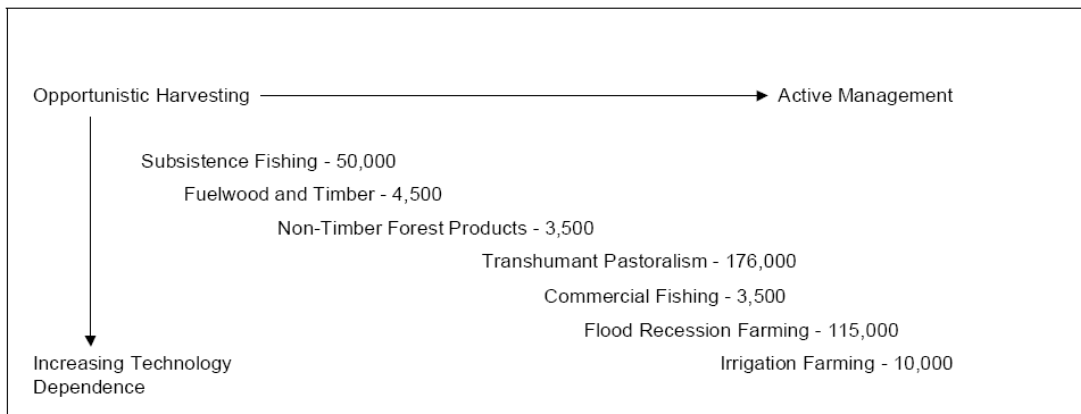 Opportunistic Harvesting
Active Management
Subsistence Fishing - 50,000
Fuelwood and Timber - 4,500
Non-Timber Forest Products - 3,500
Transhumant Pastoralism - 176,000
Commercial Fishing - 3,500
Flood Recession Farming - 115,000
Irrigation Farming - 10,000
Increasing Technology
Dependence